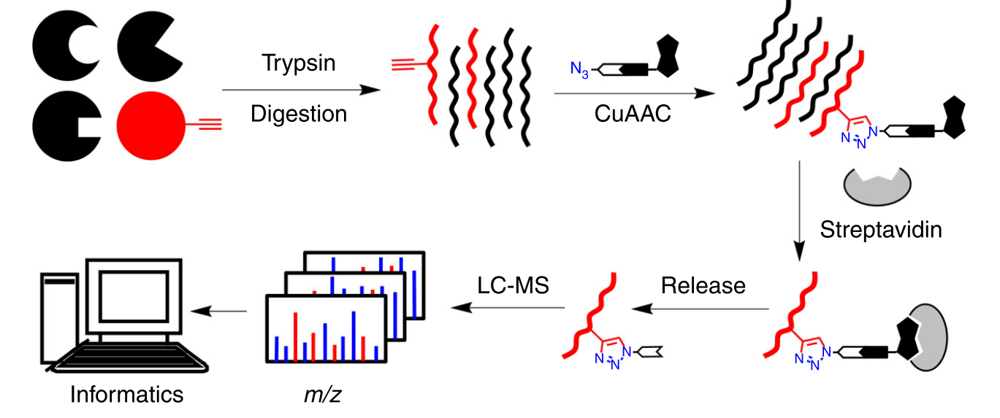 Trypsin
Digestion
N3
CuAAC
N
N
N
Streptavidin
Release
N
N
N
LC-MS
N
N
N
m/z
Informatics